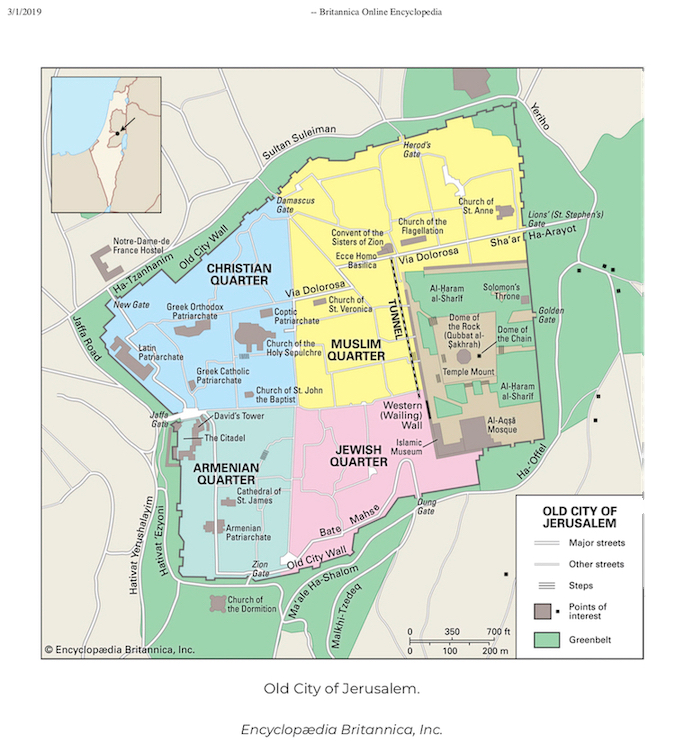 3/1/2019
-- Britannica Online Encyclopedia
Yeriho
Sultan Suleiman
Herod's
Gate
Damascus
Gate
Church of
St. Anne
Lions' (St. Stephen's)
Gate
Convent of the
Sisters of Zion
Church of the
Flagellation
Sha'ar Ha-Arayot
Notre-Dame-de
France Hostel
Old City Wall
Ecce Homo
Basilica
Via Dolorosa
Ha-Tzanhanim
CHRISTIAN
QUARTER
Via Dolorosa
Al-Ḥaram
al-Sharīf
Solomon's
Throne
New Gate
Greek Orthodox
Patriarchate
Coptic
Patriarchate
Church of
St. Veronica
TUNNEL
Golden
Gate
Jaffa Road
Dome of
the Rock
(Qubbat al-
Ṣakhrah)
Dome of
the Chain
Latin
Patriarchate
Church of the
Holy Sepulchre
MUSLIM
QUARTER
Greek Catholic
Patriarchate
Temple Mount
Church of St. John
the Baptist
Al-Ḥaram
al-Sharīf
Western
(Wailing)
Wall
Jaffa
Gate
David's Tower
The Citadel
Al-Aqṣā
Mosque
Islamic
Museum
JEWISH
QUARTER
ARMENIAN
QUARTER
Ha-'Offel
Cathedral of
St. James
Dung
Gate
Hativat Yerushalayim
Hativat 'Ezyoni
Bate Mahse
Armenian
Patriarchate
Old City Wall
Zion
Gate
Church of
the Dormition
Ma'ale Ha-Shalom
Malkhi-Tzedeq
OLD CITY OF
JERUSALEM
Major streets
Other streets
Steps
Points of
interest
Greenbelt
0 350 700 ft
0 100 200 m
© Encyclopædia Britannica, Inc.
Old City of Jerusalem.
Encyclopædia Britannica, Inc.